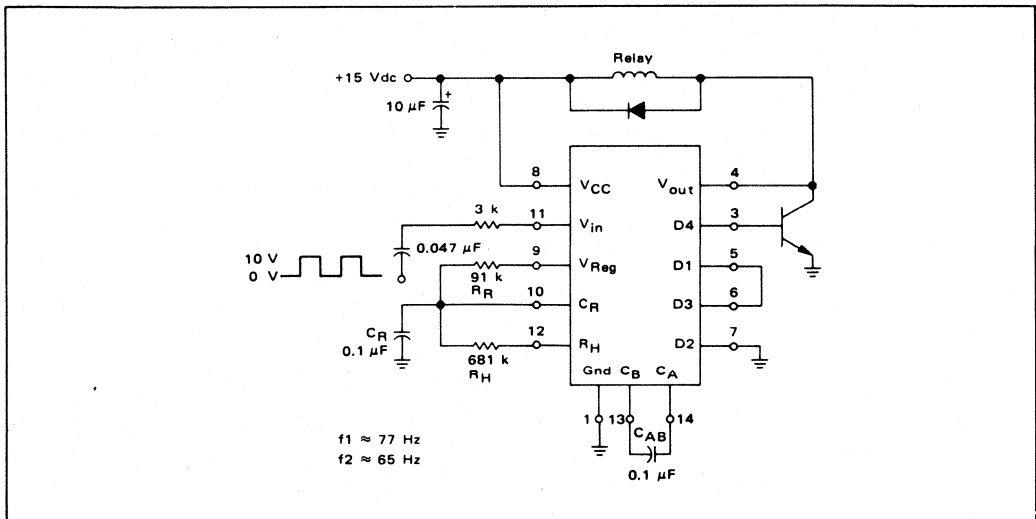 Relay
+15 Vdc
10 µF
+
8
VCC
Vout
4
3 k
11
Vin
D4
3
0.047 µF
10 V
0 V
9
VReg
D1
5
91 k
RR
10
CR
D3
6
CR
0.1 µF
12
RH
D2
7
681 k
RH
Gnd
CB
CA
1
13
14
CAB
0.1 µF
f1 ≈ 77 Hz
f2 ≈ 65 Hz